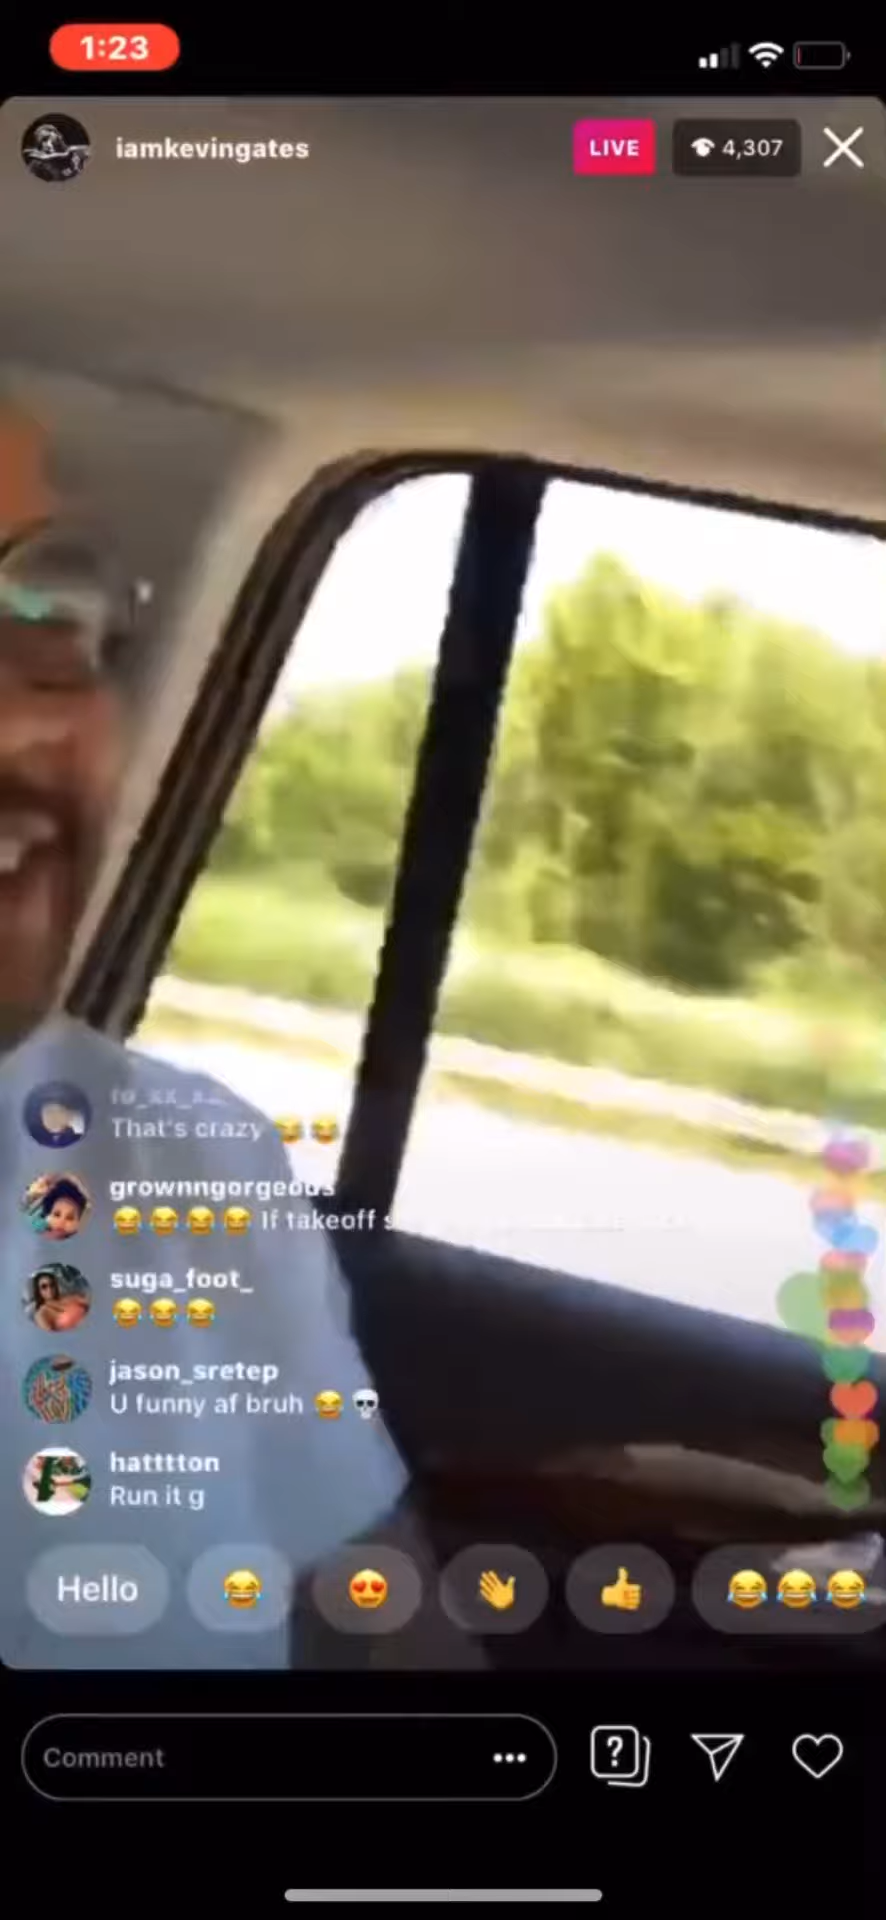 1:23
iamkevingates
LIVE
4,307
That's crazy 😂 😂
grownngorgeous
😂 😂 😂 😂 If takeoff
suga_foot_
😂 😂 😂
jason_sretep
U funny af bruh 😂 💀
hatttton
Run it g
Hello 😂 😍 👋 👍 😂 😂 😂
Comment